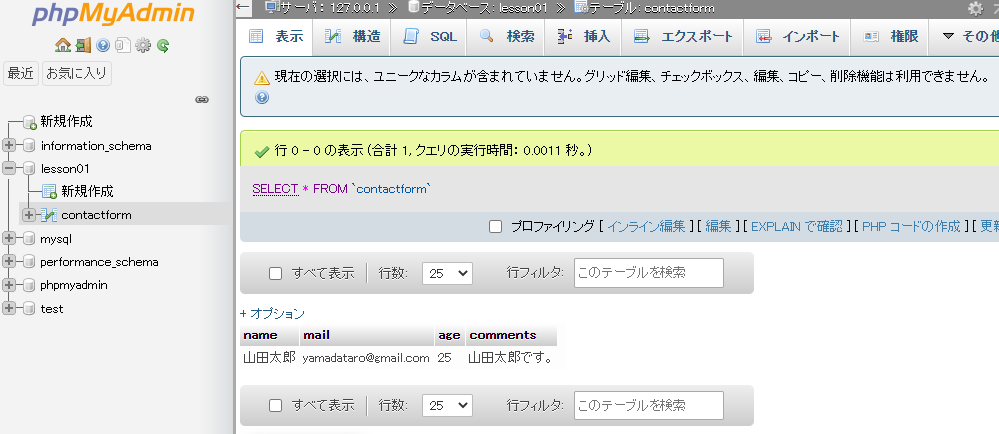 phpMyAdmin
最近 お気に入り
新規作成
information_schema
lesson01
新規作成
contactform
mysql
performance_schema
phpmyadmin
test
サーバ: 127.0.0.1 » データベース: lesson01 » テーブル: contactform
表示 構造 SQL 検索 挿入 エクスポート インポート 権限 その他
現在の選択には、ユニークなカラムが含まれていません。グリッド編集、チェックボックス、編集、コピー、削除機能は利用できません。
行 0 - 0 の表示 (合計 1, クエリの実行時間: 0.0011 秒。)
SELECT * FROM `contactform`
プロファイリング [ インライン編集 ] [ 編集 ] [ EXPLAIN で確認 ] [ PHP コードの作成 ] [ 更新
すべて表示 行数: 25 行フィルタ: このテーブルを検索
+ オプション
name mail age comments
山田太郎 yamadataro@gmail.com 25 山田太郎です。
すべて表示 行数: 25 行フィルタ: このテーブルを検索